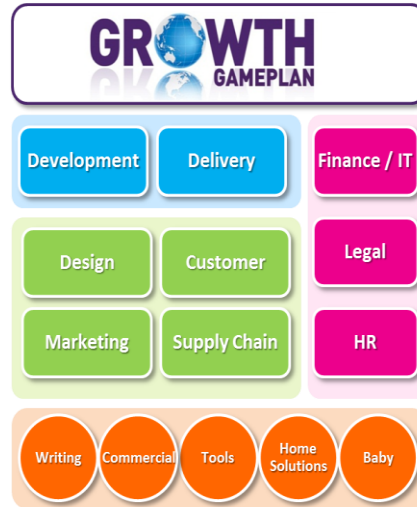 GROWTH
GAMEPLAN
Development
Delivery
Finance / IT
Design
Customer
Legal
Marketing
Supply Chain
HR
Writing
Commercial
Tools
Home
Solutions
Baby